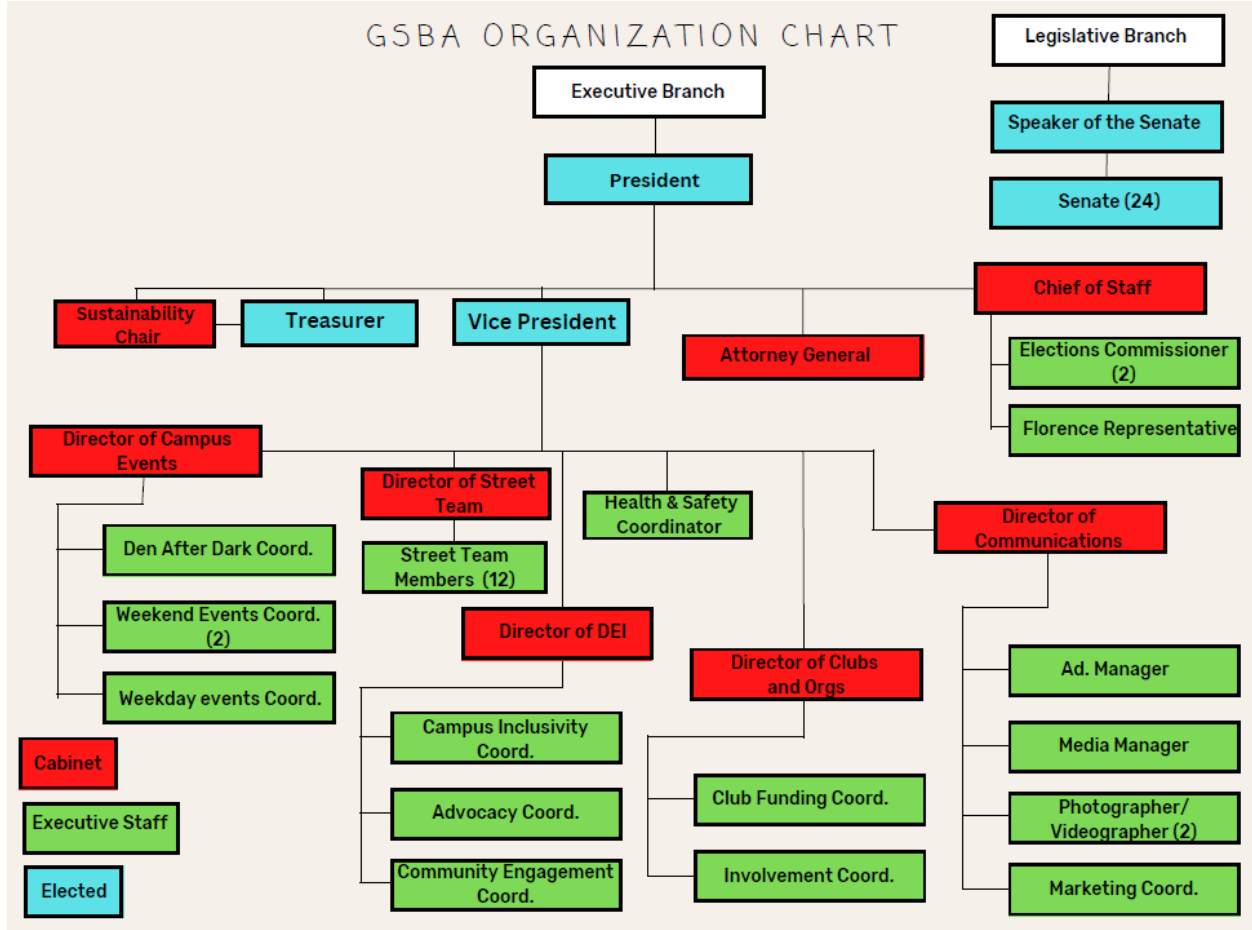 GSBA ORGANIZATION CHART
Legislative Branch
Executive Branch
Speaker of the Senate
President
Senate (24)
Chief of Staff
Sustainability
Chair
Treasurer
Vice President
Attorney General
Elections Commissioner
(2)
Florence Representative
Director of Campus
Events
Director of Street
Team
Health & Safety
Coordinator
Director of
Communications
Den After Dark Coord.
Street Team
Members (12)
Weekend Events Coord.
(2)
Director of DEI
Weekday events Coord.
Director of Clubs
and Orgs
Ad. Manager
Campus Inclusivity
Coord.
Media Manager
Cabinet
Club Funding Coord.
Advocacy Coord.
Photographer/
Videographer (2)
Executive Staff
Community Engagement
Coord.
Involvement Coord.
Marketing Coord.
Elected